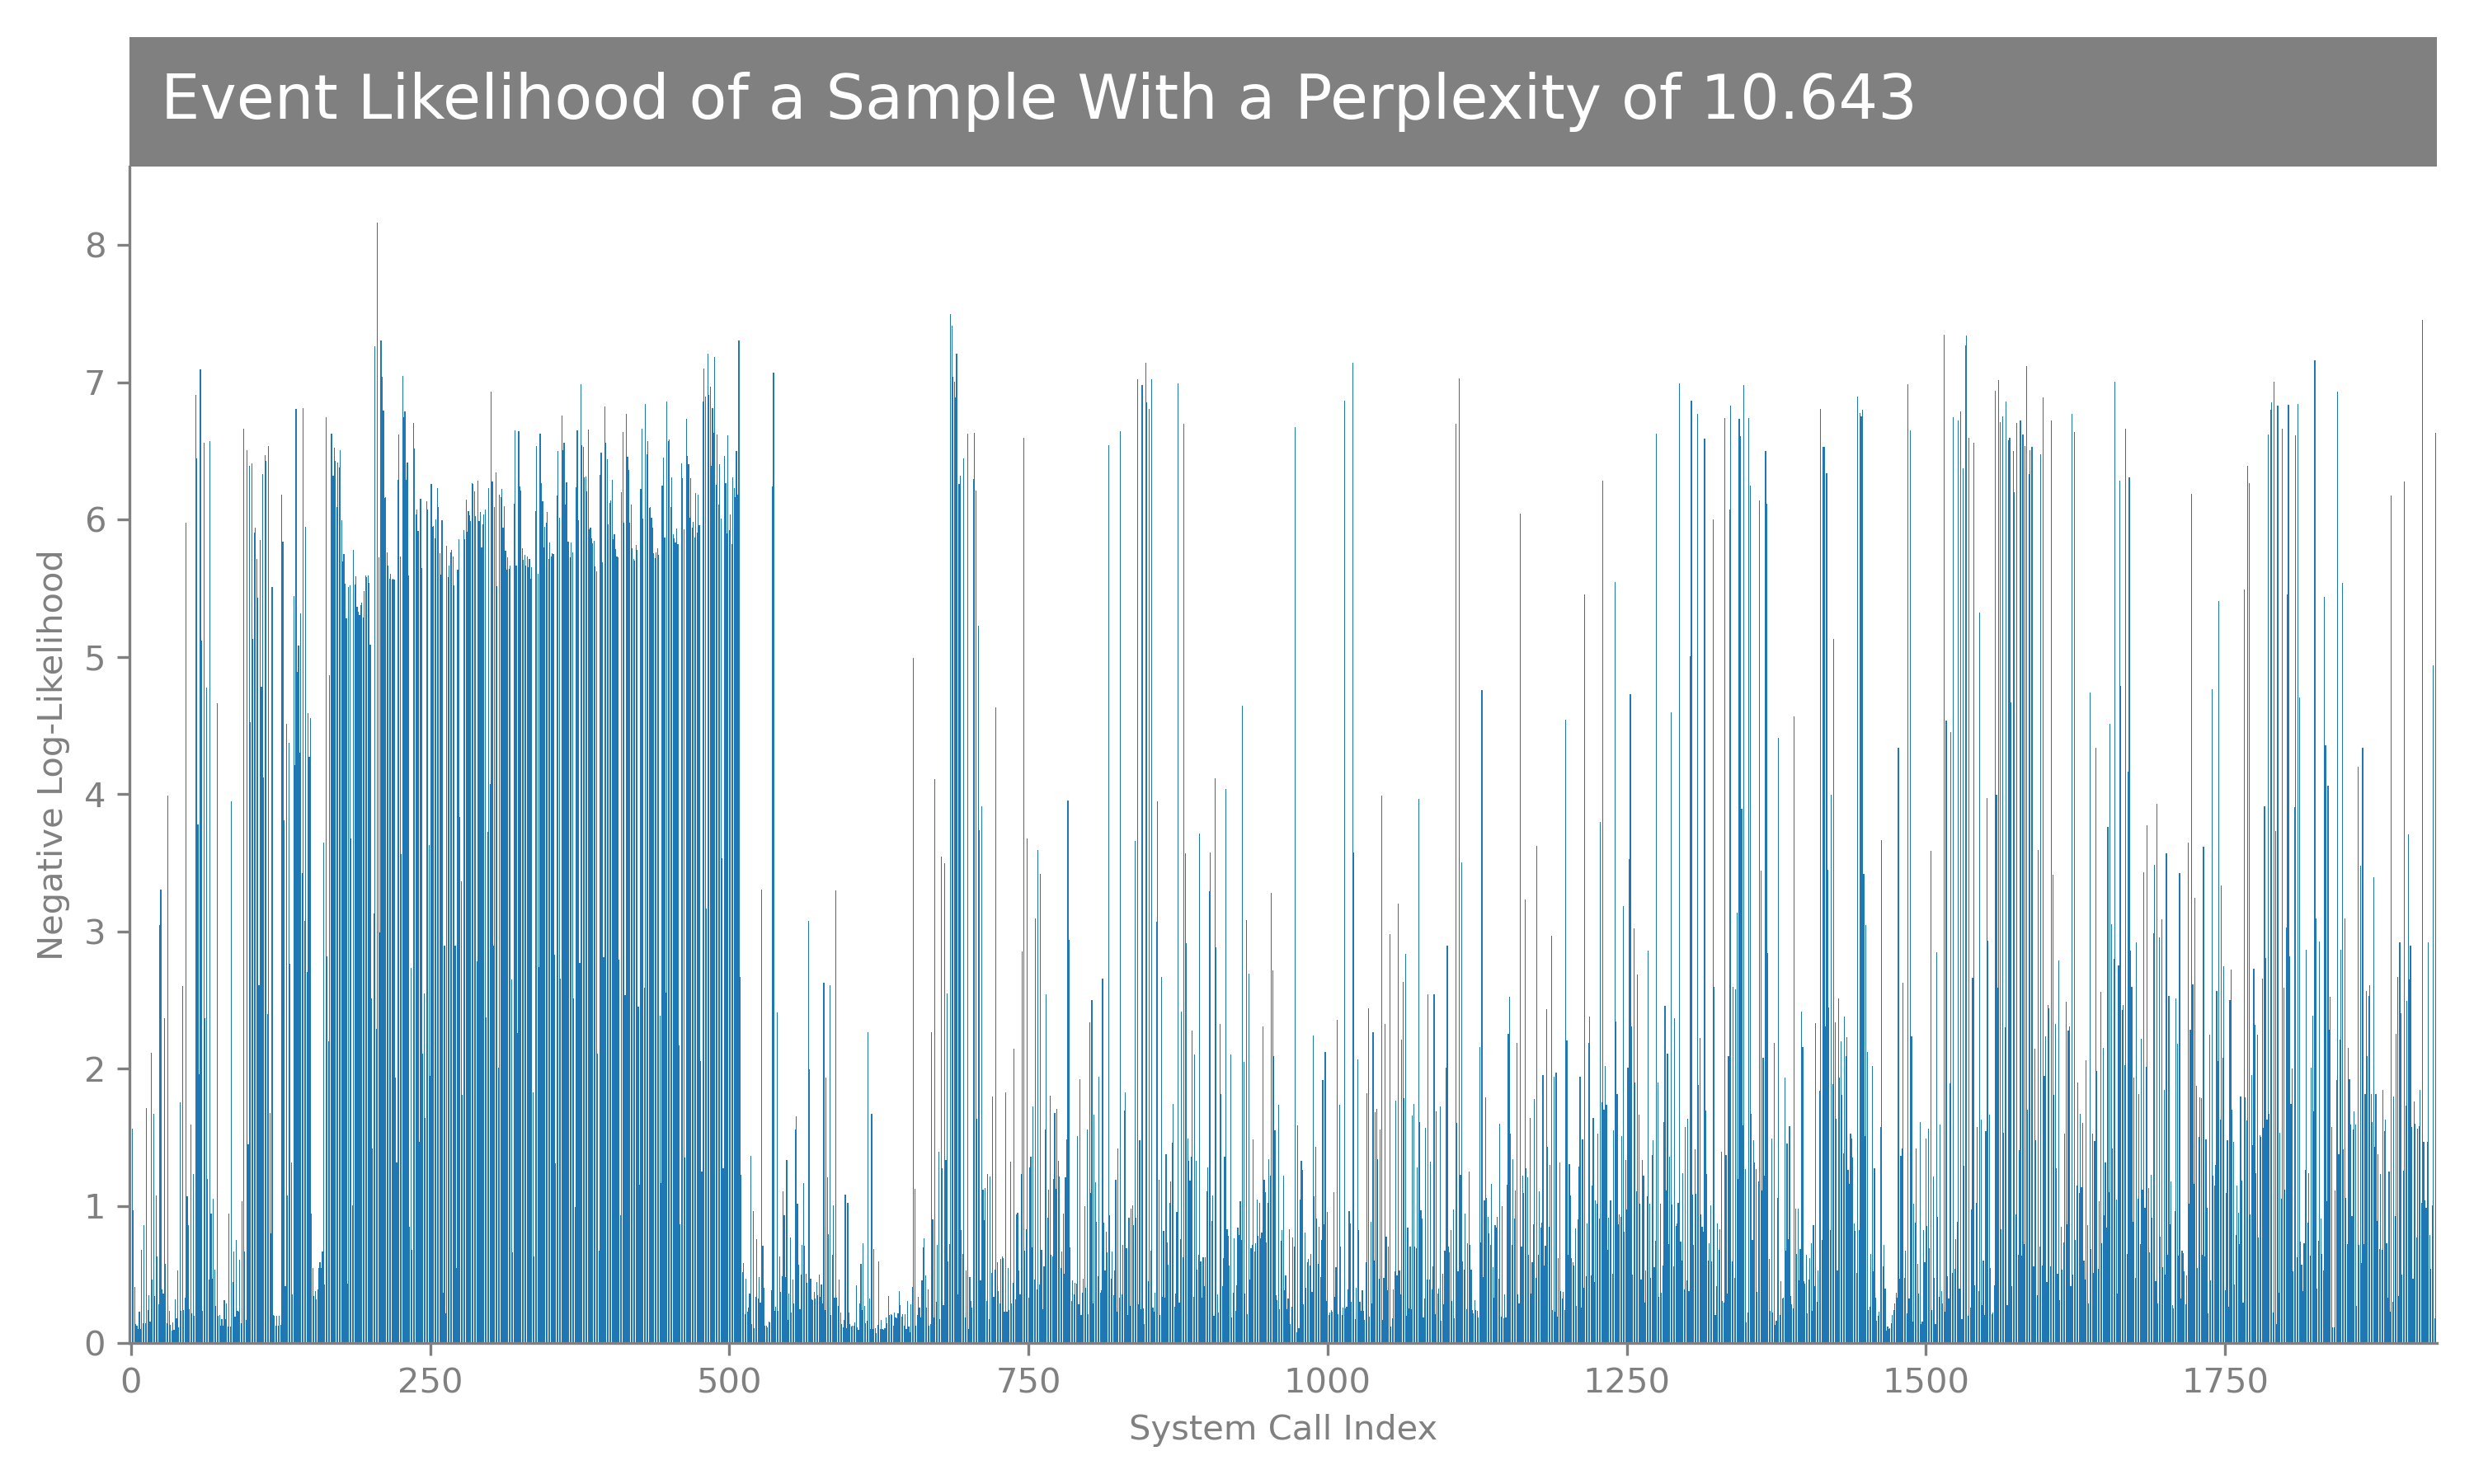 Event Likelihood of a Sample With a Perplexity of 10.643
Negative Log-Likelihood
8
7
6
5
4
3
2
1
0
0 250 500 750 1000 1250 1500 1750
System Call Index